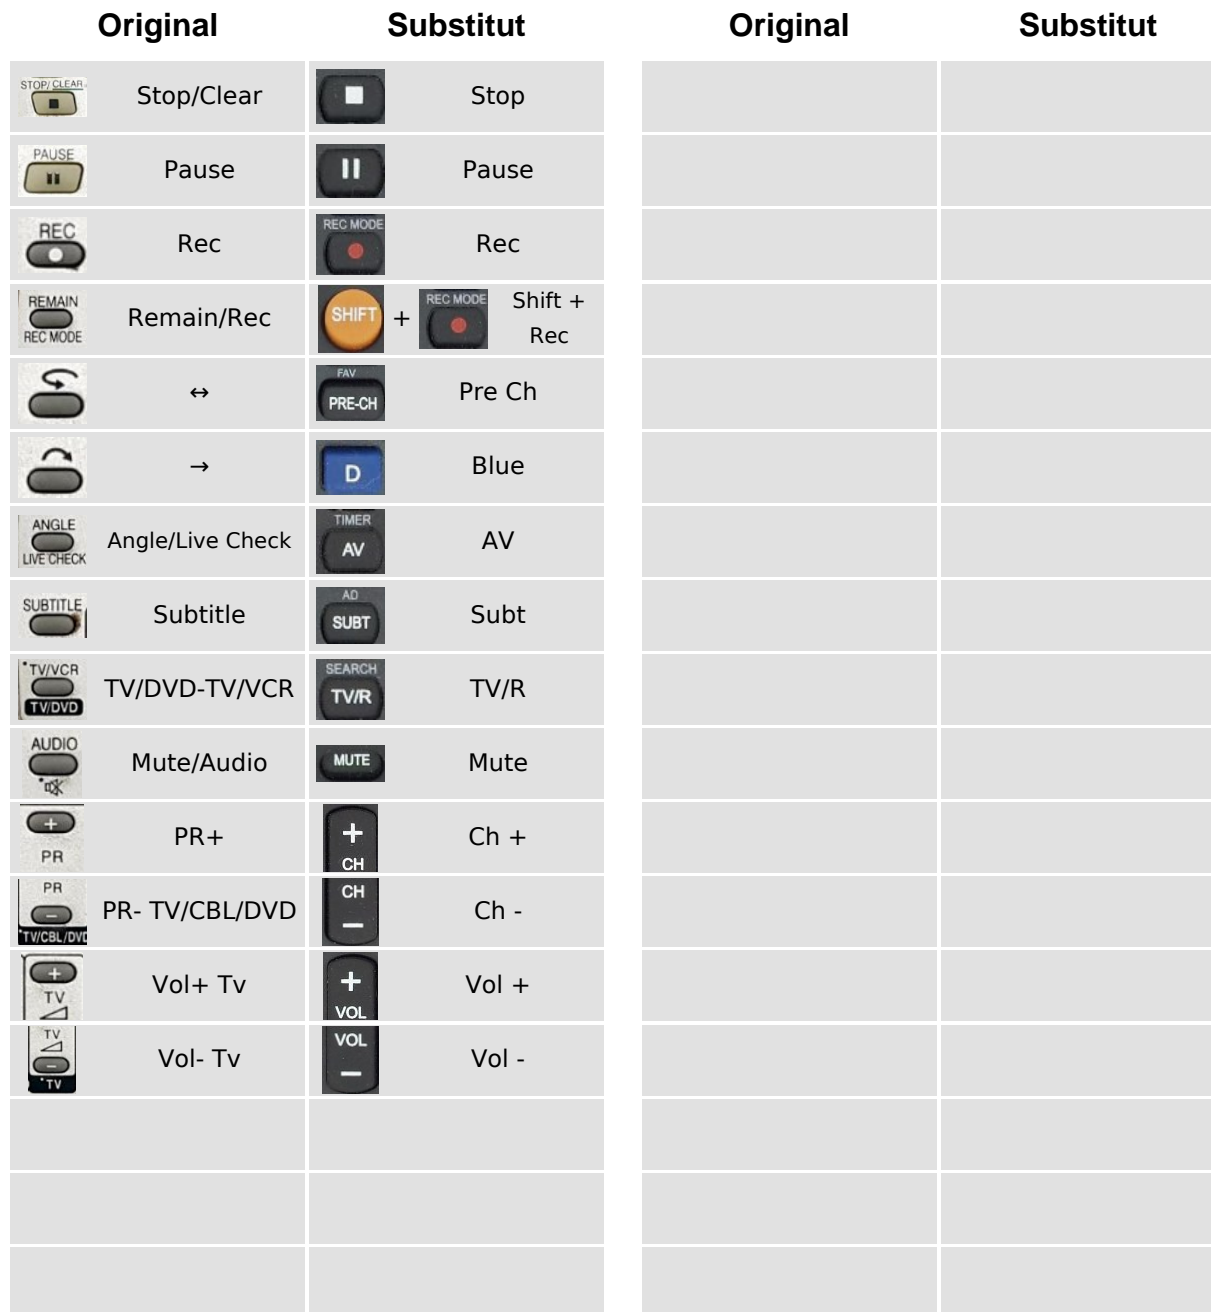 Original Substitut Original Substitut
STOP/CLEAR Stop/Clear Stop
PAUSE Pause Pause
REC Rec REC MODE Rec
REMAIN
REC MODE
Remain/Rec SHIFT + REC MODE Shift +
Rec
↔ FAV
PRE-CH
Pre Ch
→ D Blue
ANGLE
LIVE CHECK
Angle/Live Check TIMER
AV
AV
SUBTITLE Subtitle AD
SUBT
Subt
*TV/VCR
TV/DVD
TV/DVD-TV/VCR SEARCH
TV/R
TV/R
AUDIO Mute/Audio MUTE Mute
+
PR
PR+ +
CH
Ch +
PR
-
*TV/CBL/DVD
PR- TV/CBL/DVD CH
-
Ch -
+
TV
Vol+ Tv +
VOL
Vol +
TV
-
*TV
Vol- Tv VOL
-
Vol -